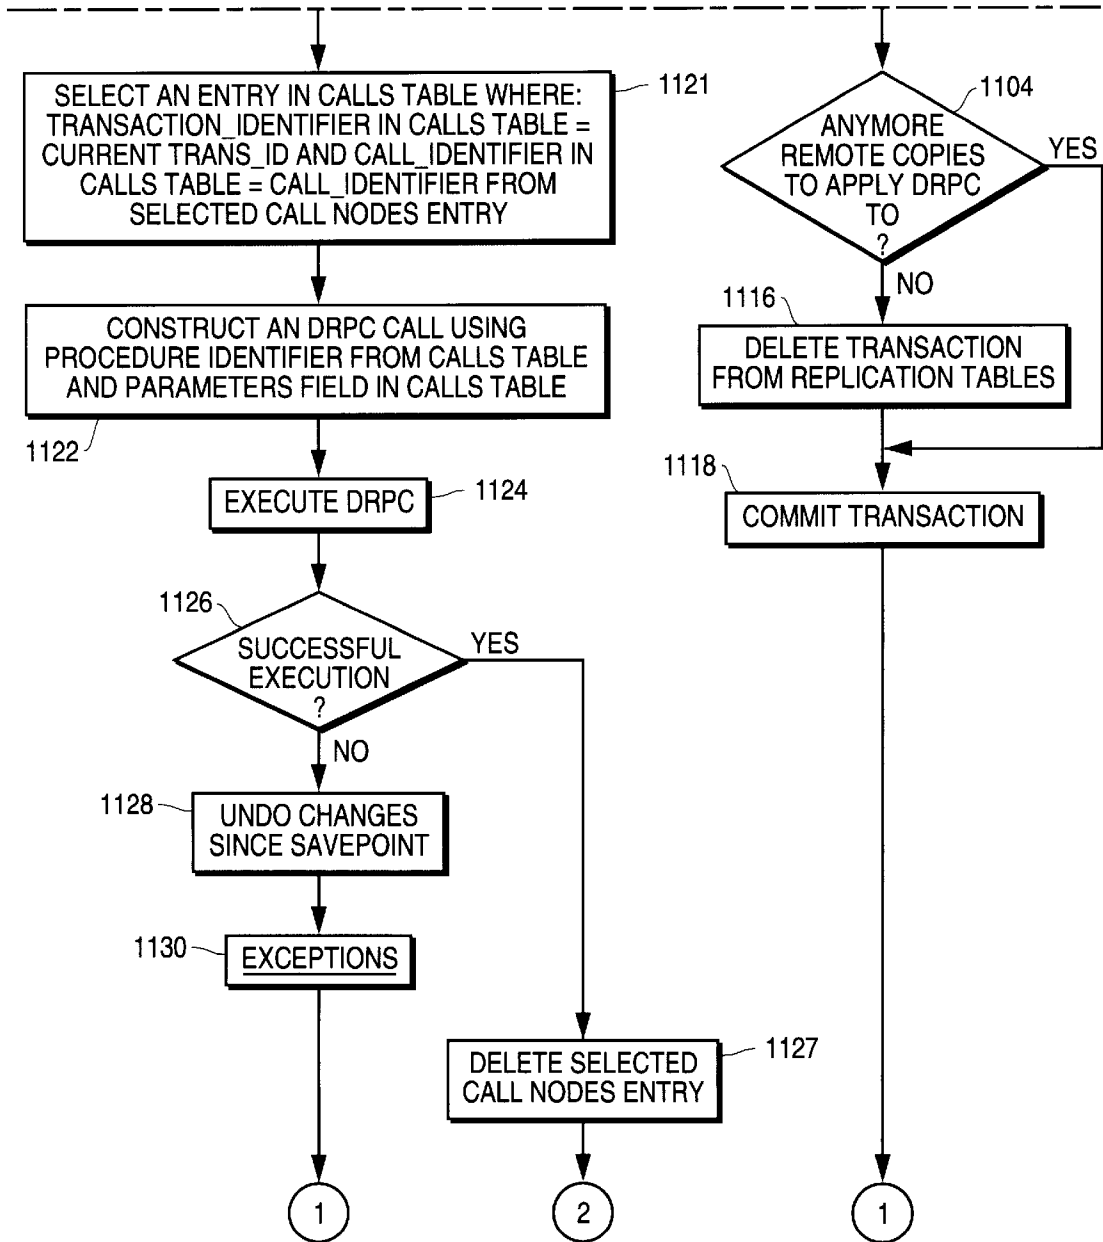 SELECT AN ENTRY IN CALLS TABLE WHERE:
TRANSACTION_IDENTIFIER IN CALLS TABLE =
CURRENT TRANS_ID AND CALL_IDENTIFIER IN
CALLS TABLE = CALL_IDENTIFIER FROM
SELECTED CALL NODES ENTRY
1121
CONSTRUCT AN DRPC CALL USING
PROCEDURE IDENTIFIER FROM CALLS TABLE
AND PARAMETERS FIELD IN CALLS TABLE
1122
EXECUTE DRPC
1124
1126
SUCCESSFUL
EXECUTION
?
YES
NO
1128
UNDO CHANGES
SINCE SAVEPOINT
1130
EXCEPTIONS
1
DELETE SELECTED
CALL NODES ENTRY
1127
2
1104
ANYMORE
REMOTE COPIES
TO APPLY DRPC
TO
?
YES
NO
1116
DELETE TRANSACTION
FROM REPLICATION TABLES
1118
COMMIT TRANSACTION
1